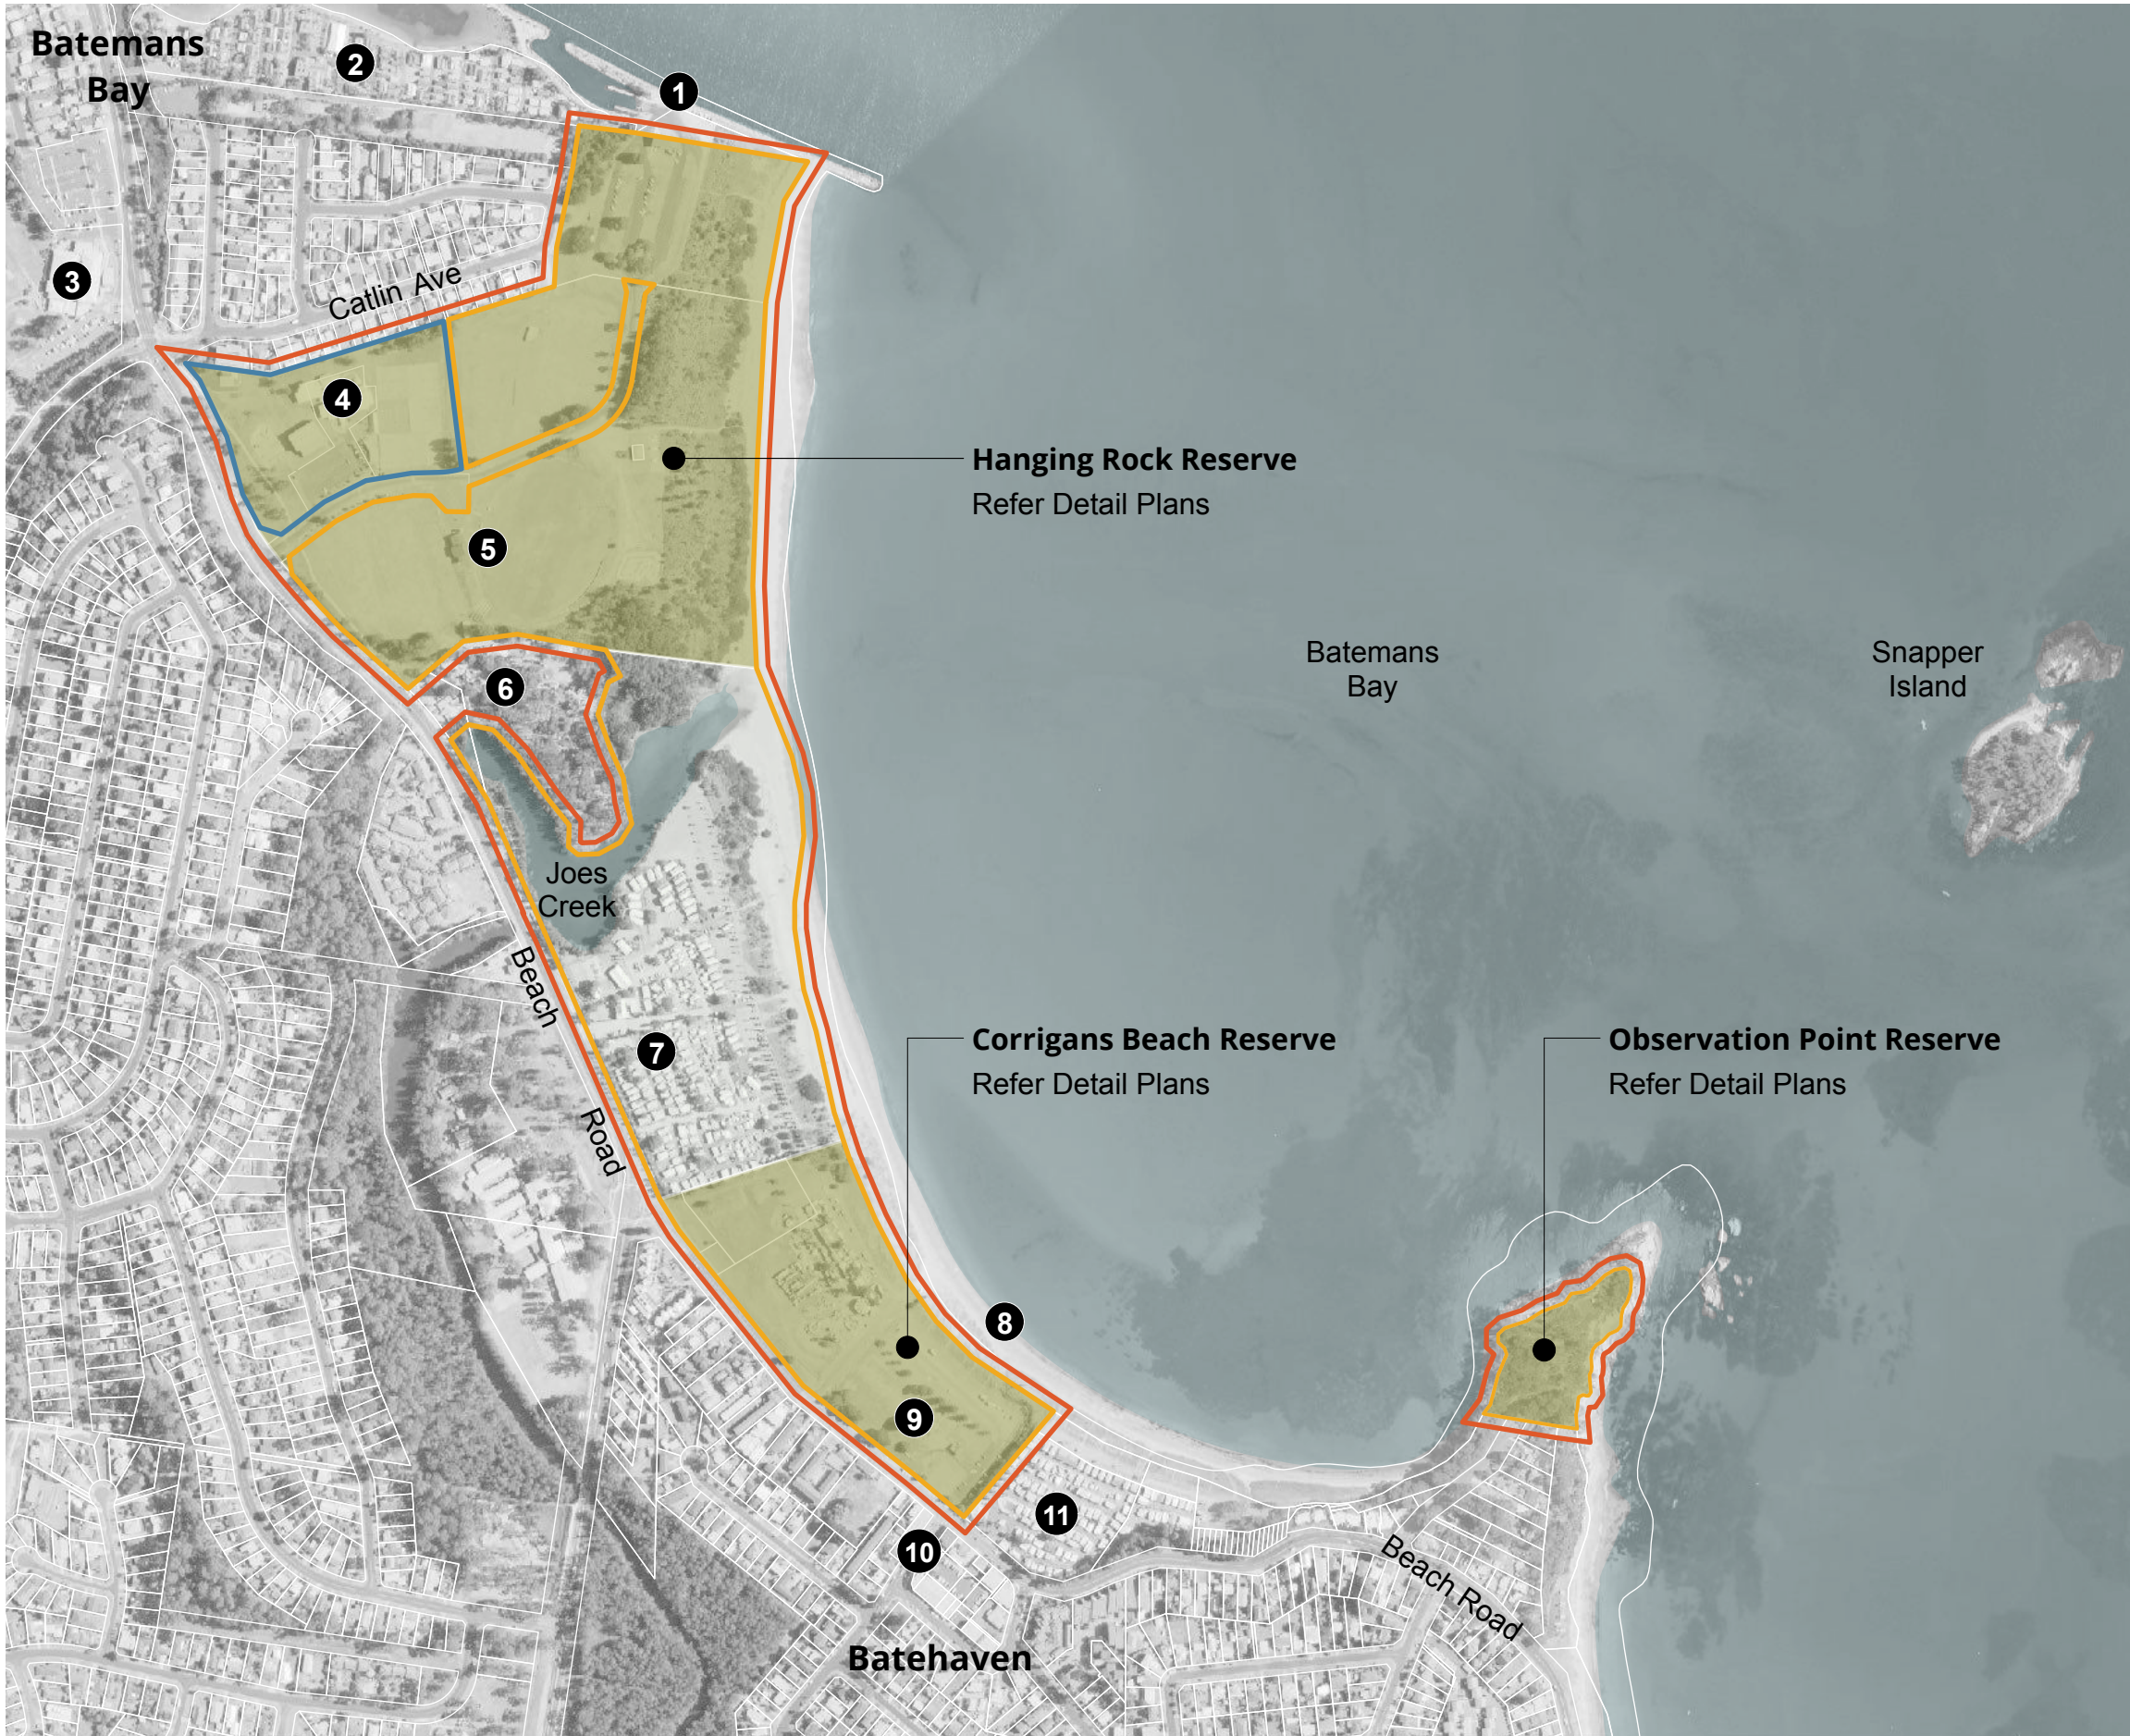 Batemans
Bay
2
1
3
Catlin Ave
4
Hanging Rock Reserve
Refer Detail Plans
5
Batemans
Bay
Snapper
Island
6
Joes
Creek
Beach
Road
7
Corrigans Beach Reserve
Refer Detail Plans
Observation Point Reserve
Refer Detail Plans
8
9
10
11
Beach Road
Batehaven